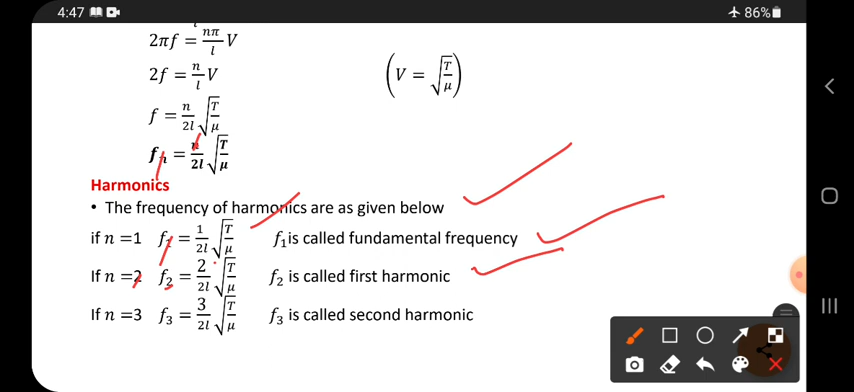 4:47 86%
2πf = nπ/l V
2f = n/l V (V = √(T/μ))
f = n/2l √(T/μ)
fₙ = n/2l √(T/μ)
Harmonics
• The frequency of harmonics are as given below
if n =1 f₁ = 1/2l √(T/μ) f₁is called fundamental frequency
If n =2 f₂ = 2/2l √(T/μ) f₂ is called first harmonic
If n =3 f₃ = 3/2l √(T/μ) f₃ is called second harmonic